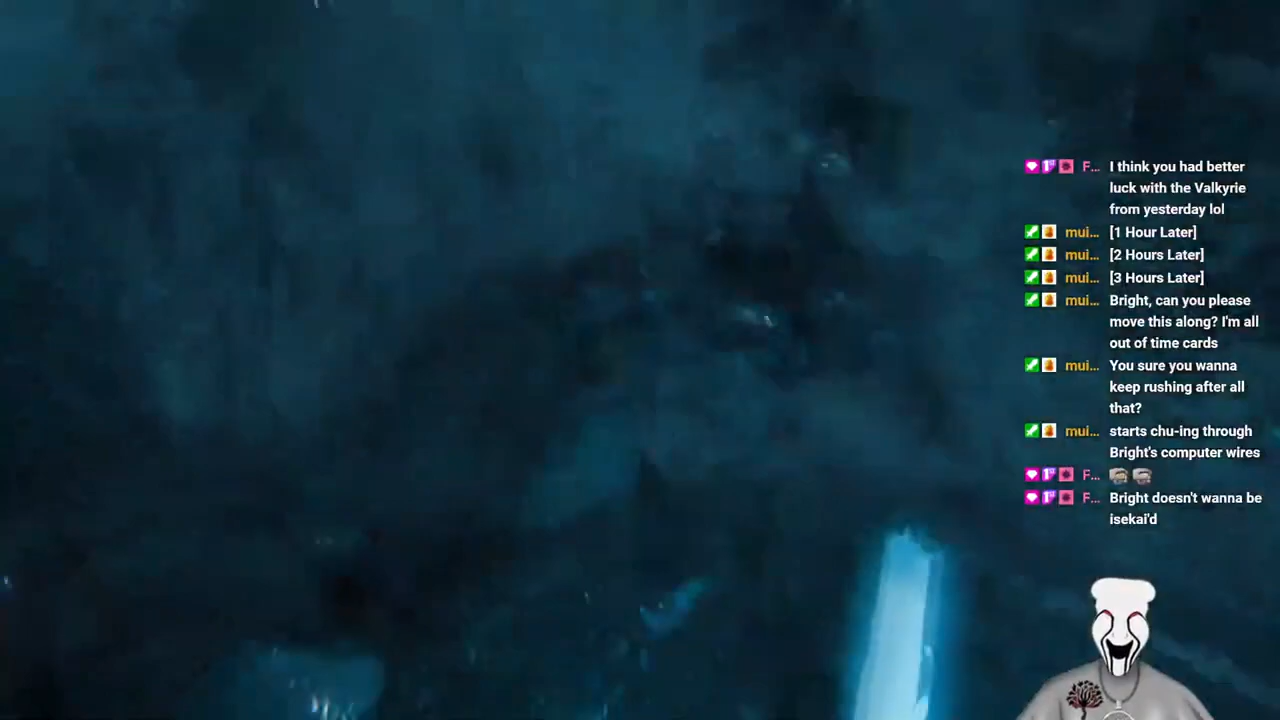 F... I think you had better
luck with the Valkyrie
from yesterday lol
mui... [1 Hour Later]
mui... [2 Hours Later]
mui... [3 Hours Later]
mui... Bright, can you please
move this along? I'm all
out of time cards
mui... You sure you wanna
keep rushing after all
that?
mui... starts chu-ing through
Bright's computer wires
F...
F... Bright doesn't wanna be
isekai'd